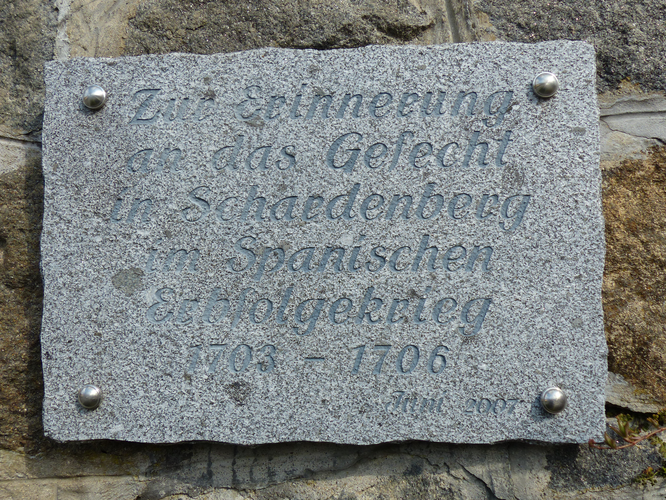 Zur Erinnerung
an das Gefecht
in Schardenberg
im Spanischen
Erbfolgekrieg
1703 - 1706
Juni 2007